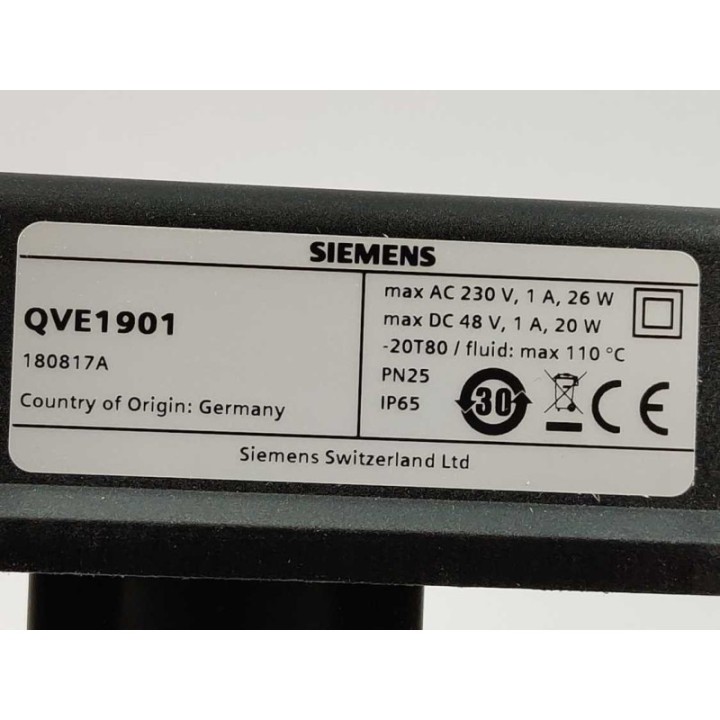 SIEMENS
QVE1901
180817A
Country of Origin: Germany
max AC 230 V, 1 A, 26 W
max DC 48 V, 1 A, 20 W
-20T80 / fluid: max 110 °C
PN25
IP65
30
CE
Siemens Switzerland Ltd